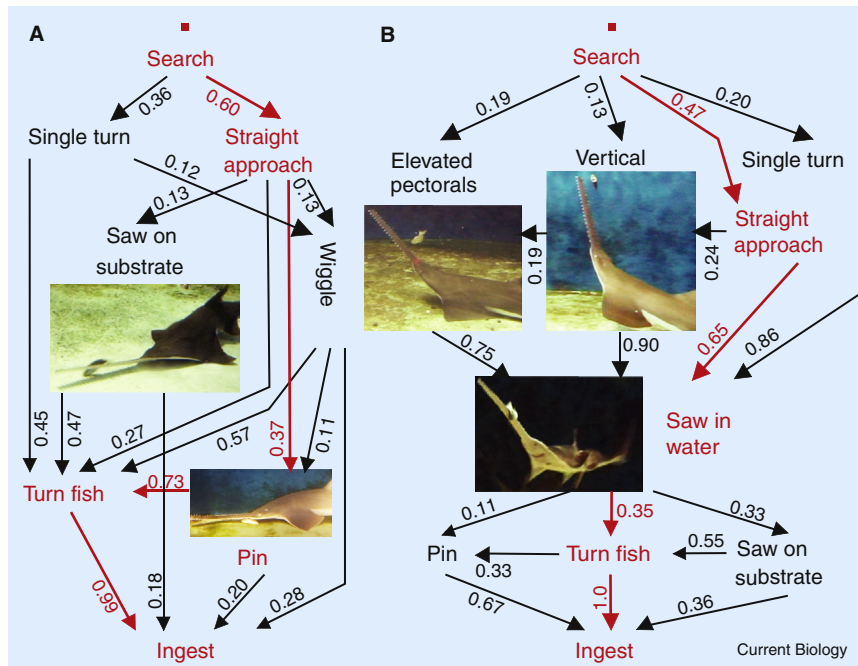 A
Search
0.36
0.60
Single turn
Straight
approach
0.12
0.13
0.13
Saw on
substrate
Wiggle
0.45
0.47
0.27
0.57
0.37
0.11
Turn fish
0.73
Pin
0.99
0.18
0.20
0.28
Ingest
B
Search
0.19
0.13
0.47
0.20
Elevated
pectorals
Vertical
Single turn
Straight
approach
0.19
0.24
0.75
0.90
0.65
0.86
Saw in
water
0.11
0.35
0.33
Pin
0.33
Turn fish
0.55
Saw on
substrate
0.67
1.0
0.36
Ingest
Current Biology